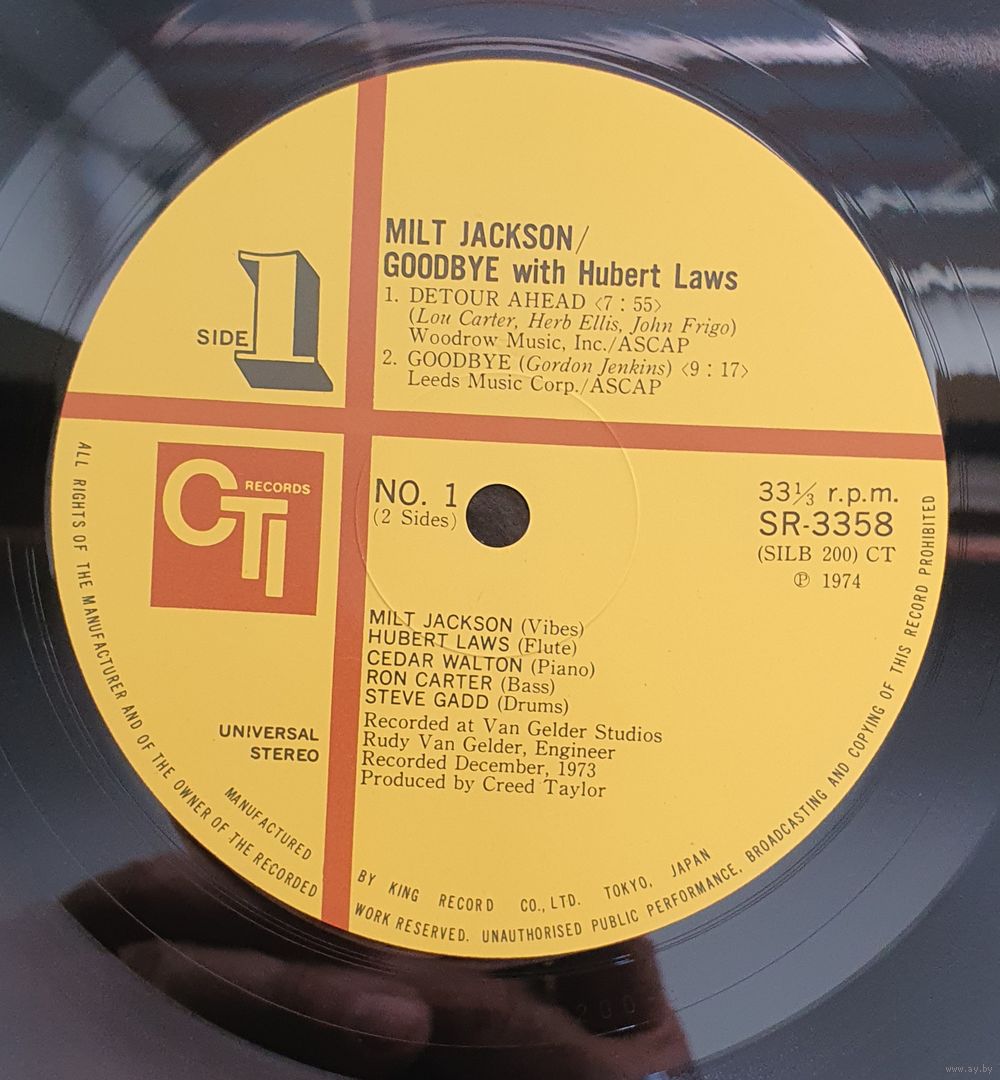 MILT JACKSON/
GOODBYE with Hubert Laws
1. DETOUR AHEAD <7 : 55>
(Lou Carter, Herb Ellis, John Frigo)
Woodrow Music, Inc./ASCAP
2. GOODBYE (Gordon Jenkins) <9 : 17>
Leeds Music Corp./ASCAP
SIDE 1
CTI RECORDS
NO. 1
(2 Sides)
33⅓ r.p.m.
SR-3358
(SILB 200) CT
℗ 1974
MILT JACKSON (Vibes)
HUBERT LAWS (Flute)
CEDAR WALTON (Piano)
RON CARTER (Bass)
STEVE GADD (Drums)
Recorded at Van Gelder Studios
Rudy Van Gelder, Engineer
Recorded December, 1973
Produced by Creed Taylor
UNIVERSAL
STEREO
MANUFACTURED BY KING RECORD CO., LTD. TOKYO, JAPAN
ALL RIGHTS OF THE MANUFACTURER AND OF THE OWNER OF THE RECORDED WORK RESERVED. UNAUTHORISED PUBLIC PERFORMANCE, BROADCASTING AND COPYING OF THIS RECORD PROHIBITED
www.ay.by